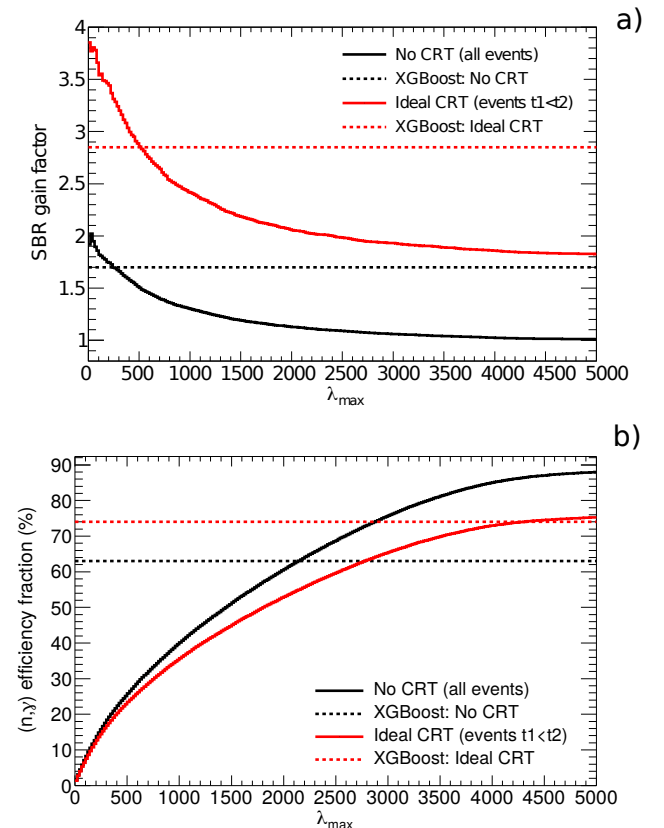 a)
4
3.5
3
2.5
2
1.5
1
SBR gain factor
No CRT (all events)
XGBoost: No CRT
Ideal CRT (events t1<t2)
XGBoost: Ideal CRT
0 500 1000 1500 2000 2500 3000 3500 4000 4500 5000
λmax
b)
90
80
70
60
50
40
30
20
10
0
(n,γ) efficiency fraction (%)
No CRT (all events)
XGBoost: No CRT
Ideal CRT (events t1<t2)
XGBoost: Ideal CRT
0 500 1000 1500 2000 2500 3000 3500 4000 4500 5000
λmax